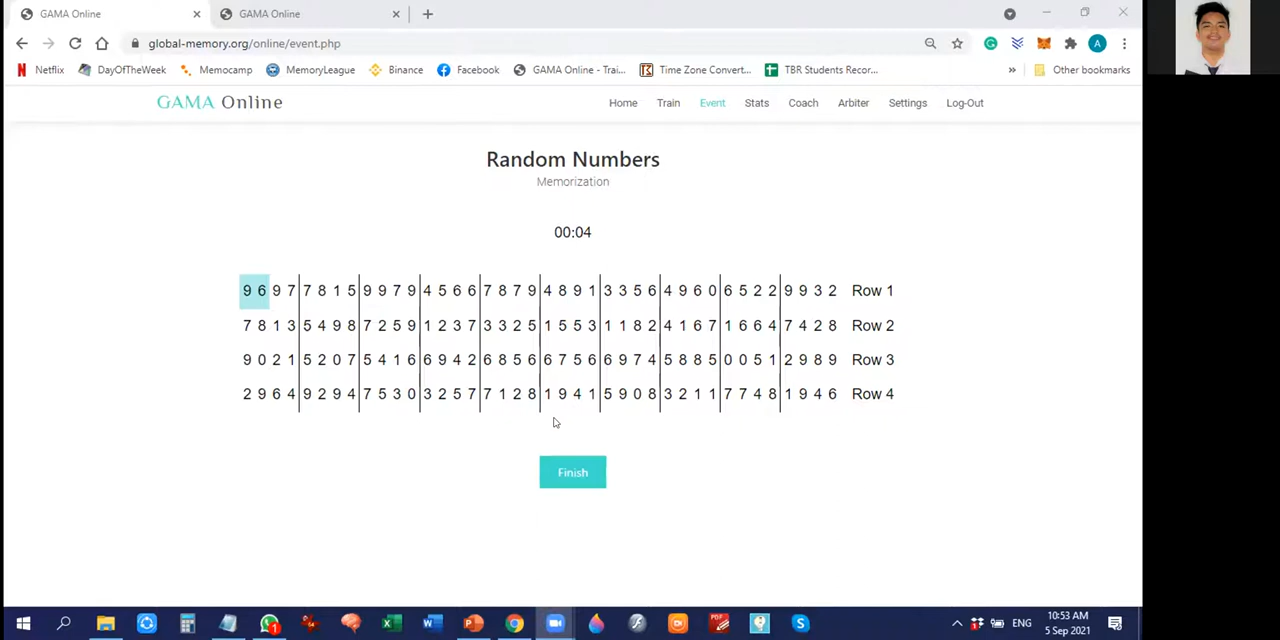 GAMA Online
GAMA Online
global-memory.org/online/event.php
Netflix DayOfTheWeek Memocamp MemoryLeague Binance Facebook GAMA Online - Trai... Time Zone Convert... TBR Students Recor... » Other bookmarks
GAMA Online Home Train Event Stats Coach Arbiter Settings Log-Out
Random Numbers
Memorization
00:04
9 6 9 7 7 8 1 5 9 9 7 9 4 5 6 6 7 8 7 9 4 8 9 1 3 3 5 6 4 9 6 0 6 5 2 2 9 9 3 2 Row 1
7 8 1 3 5 4 9 8 7 2 5 9 1 2 3 7 3 3 2 5 1 5 5 3 1 1 8 2 4 1 6 7 1 6 6 4 7 4 2 8 Row 2
9 0 2 1 5 2 0 7 5 4 1 6 6 9 4 2 6 8 5 6 6 7 5 6 6 9 7 4 5 8 8 5 0 0 5 1 2 9 8 9 Row 3
2 9 6 4 9 2 9 4 7 5 3 0 3 2 5 7 7 1 2 8 1 9 4 1 5 9 0 8 3 2 1 1 7 7 4 8 1 9 4 6 Row 4
Finish
ENG
10:53 AM
5 Sep 2021